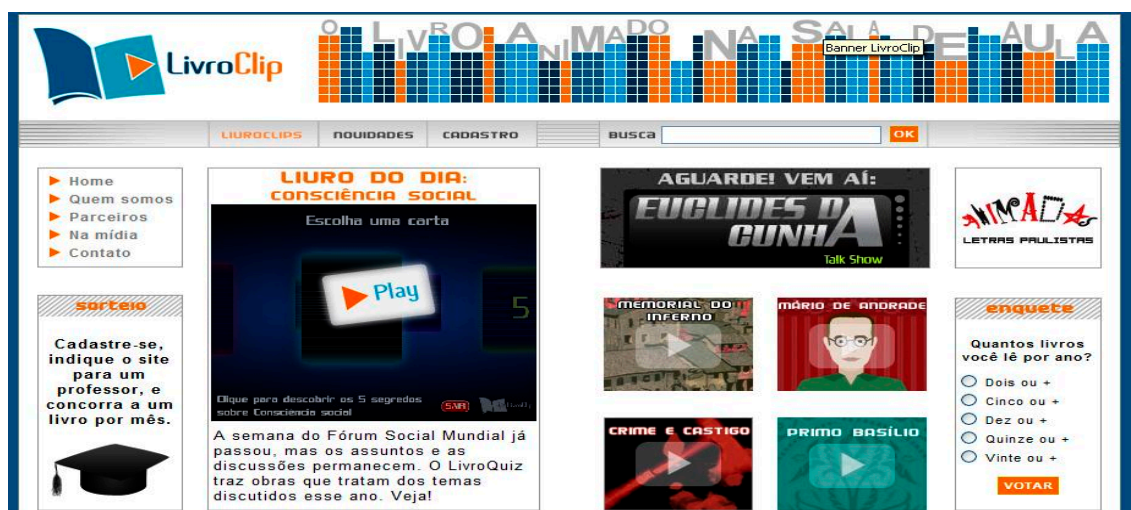 O LIVRO ANIMADO NA SALA DE AULA
Banner LivroClip
LivroClip
LIVROCLIPS
NOVIDADES
CADASTRO
BUSCA
OK
Home
Quem somos
Parceiros
Na mídia
Contato
sorteio
Cadastre-se,
indique o site
para um
professor, e
concorra a um
livro por mês.
LIVRO DO DIA:
CONSCIÊNCIA SOCIAL
Escolha uma carta
Play
5
Clique para descobrir os 5 segredos
sobre Consciencia social
SAIR
A semana do Fórum Social Mundial já
passou, mas os assuntos e as
discussões permanecem. O LivroQuiz
traz obras que tratam dos temas
discutidos esse ano. Veja!
AGUARDE! VEM AÍ:
EUCLIDES DA
CUNHA
Talk Show
MEMORIAL DO
INFERNO
MÁRIO DE ANDRADE
CRIME E CASTIGO
PRIMO BASÍLIO
ANIMADAS
LETRAS PAULISTAS
enquete
Quantos livros
você lê por ano?
Dois ou +
Cinco ou +
Dez ou +
Quinze ou +
Vinte ou +
VOTAR